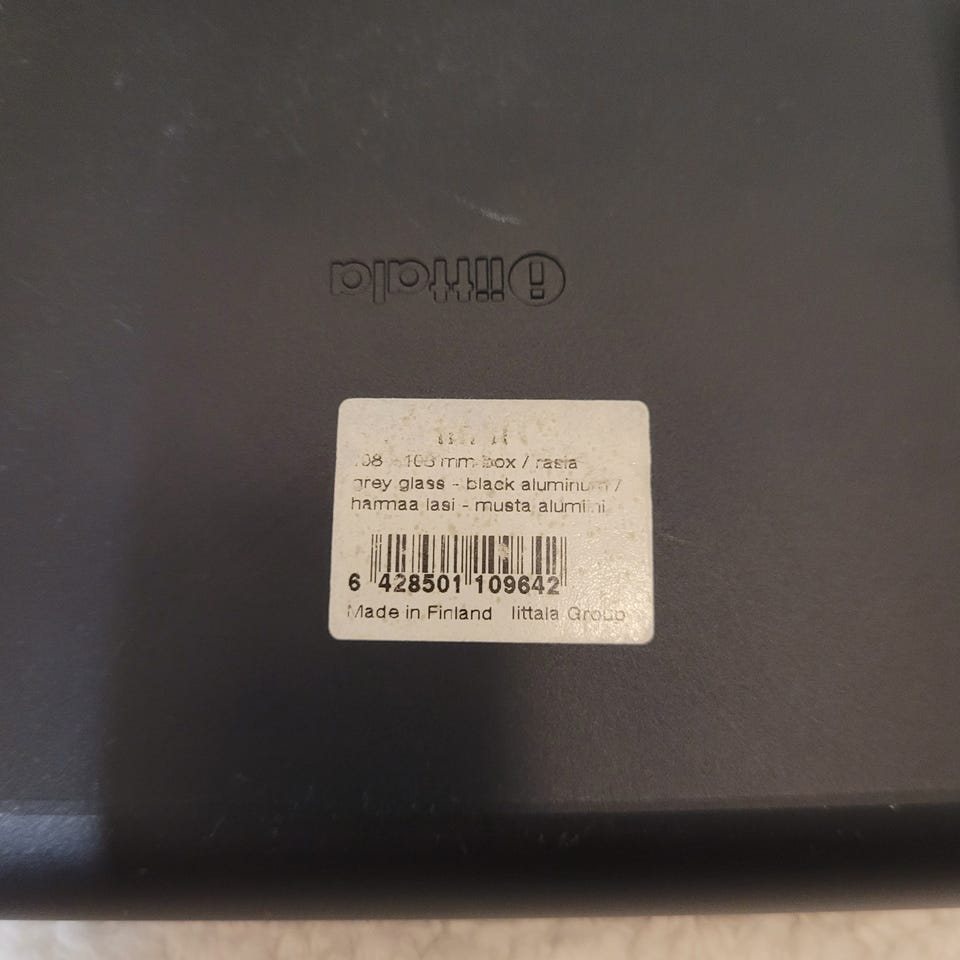 iittala
mm box / rasia
grey glass - black aluminum /
harmaa lasi - musta alumiini
6 428501 109642
Made in Finland Iittala Group